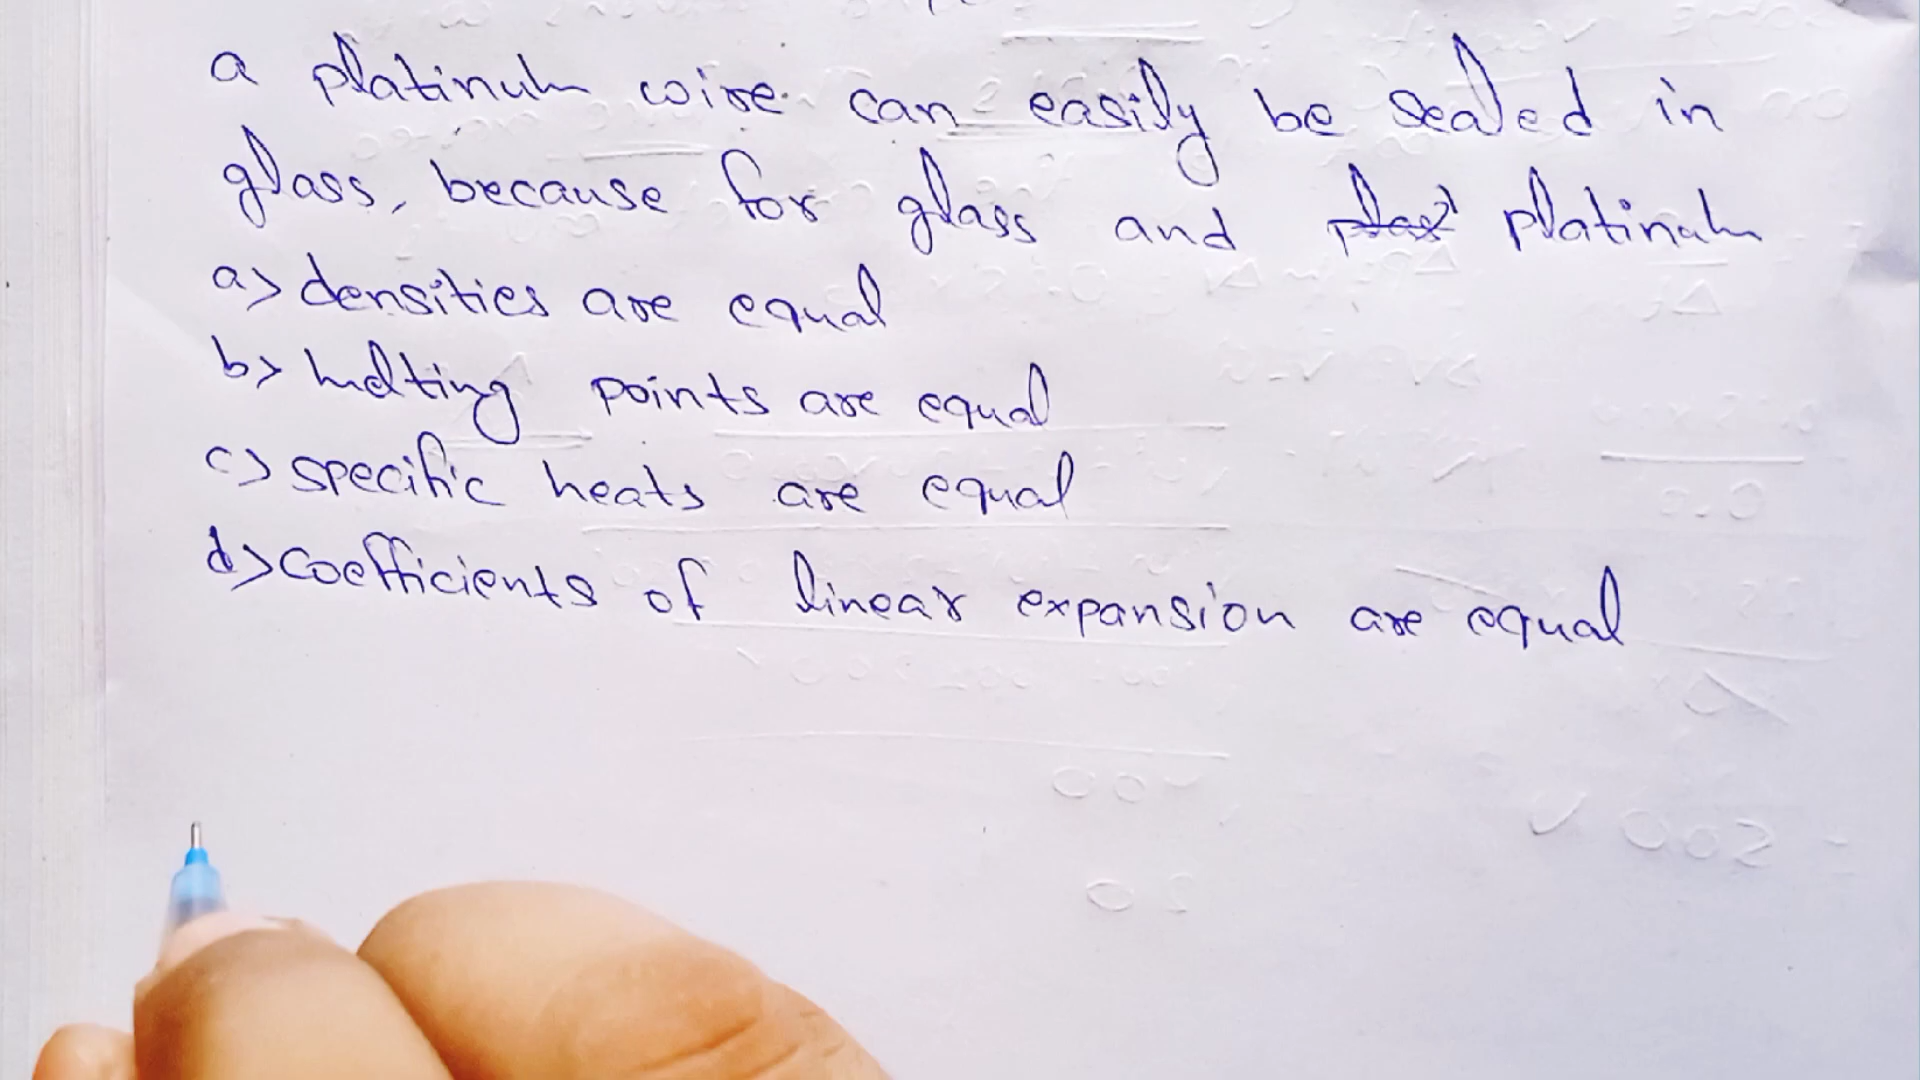 a platinum wire can easily be sealed in
glass, because for glass and platinum
a> densities are equal
b> melting points are equal
c> specific heats are equal
d> coefficients of linear expansion are equal